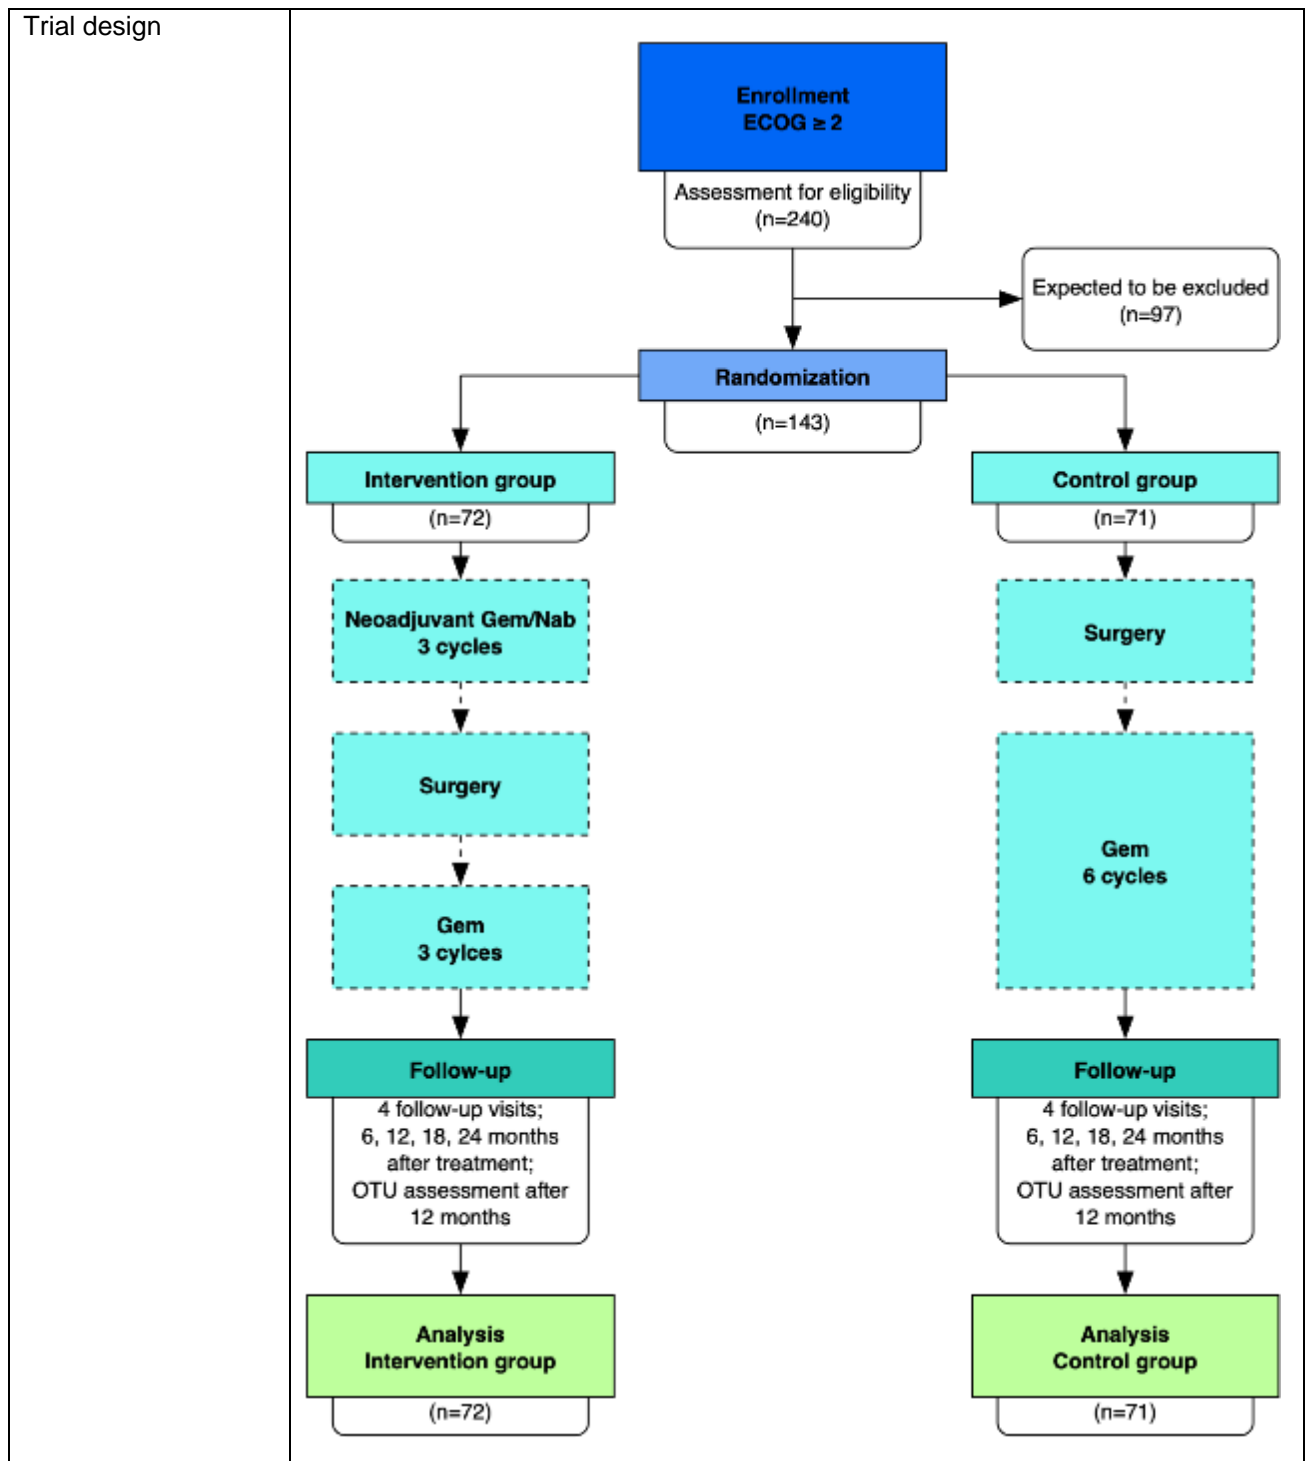 Trial design
Enrollment
ECOG ≥ 2
Assessment for eligibility
(n=240)
Expected to be excluded
(n=97)
Randomization
(n=143)
Intervention group
(n=72)
Neoadjuvant Gem/Nab
3 cycles
Surgery
Gem
3 cylces
Follow-up
4 follow-up visits;
6, 12, 18, 24 months
after treatment;
OTU assessment after
12 months
Analysis
Intervention group
(n=72)
Control group
(n=71)
Surgery
Gem
6 cycles
Follow-up
4 follow-up visits;
6, 12, 18, 24 months
after treatment;
OTU assessment after
12 months
Analysis
Control group
(n=71)